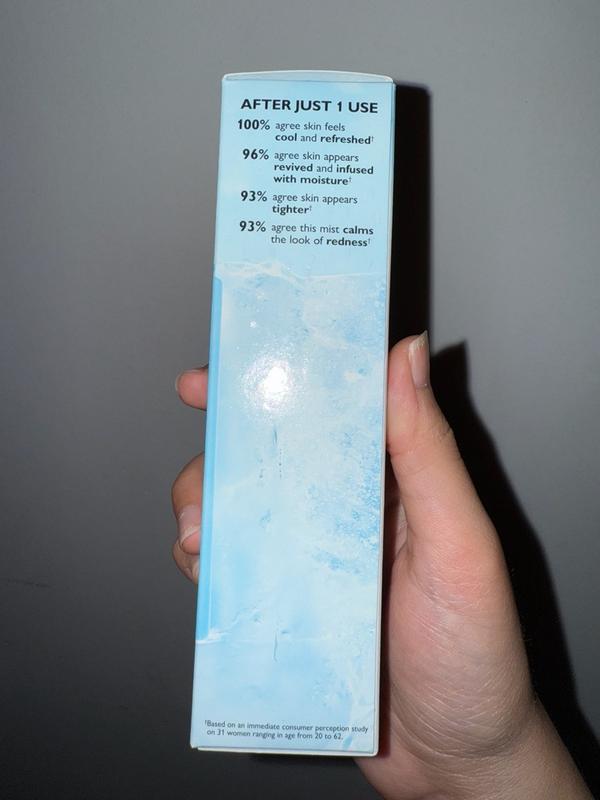 AFTER JUST 1 USE
100% agree skin feels
cool and refreshed†
96% agree skin appears
revived and infused
with moisture†
93% agree skin appears
tighter†
93% agree this mist calms
the look of redness†
†Based on an immediate consumer perception study
on 31 women ranging in age from 20 to 62.